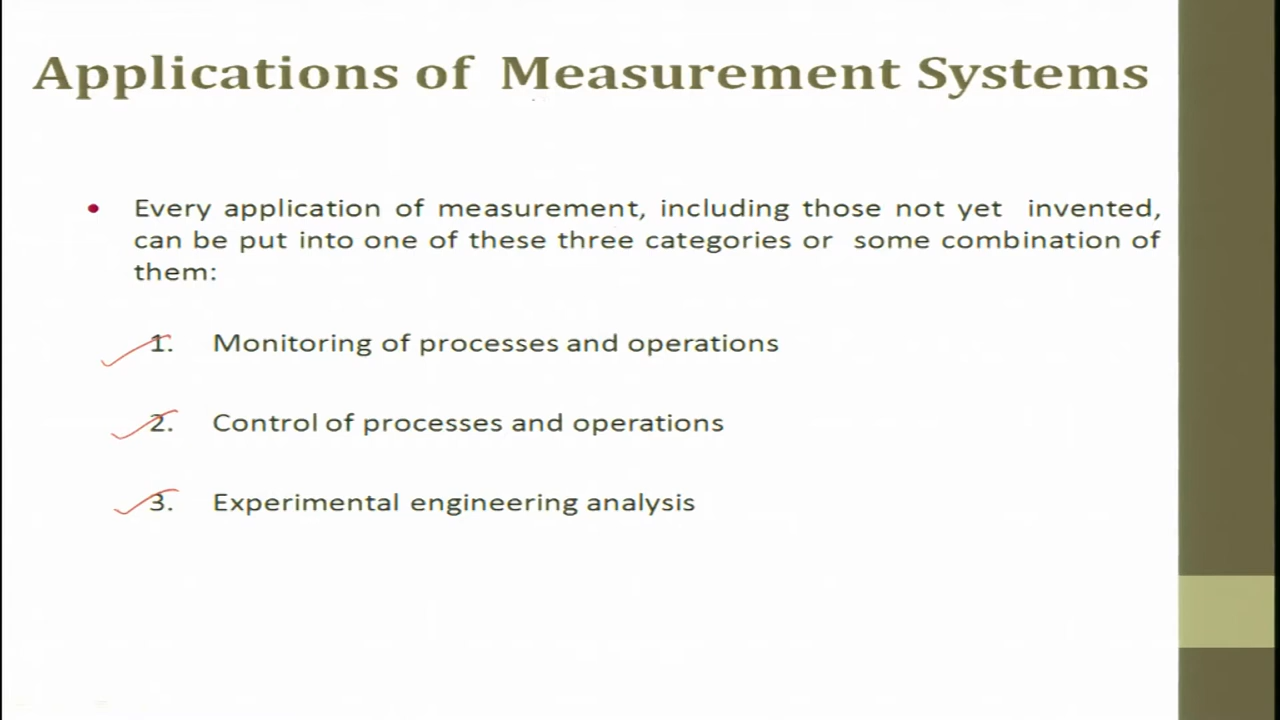 Applications of Measurement Systems
• Every application of measurement, including those not yet invented,
can be put into one of these three categories or some combination of
them:
1. Monitoring of processes and operations
2. Control of processes and operations
3. Experimental engineering analysis